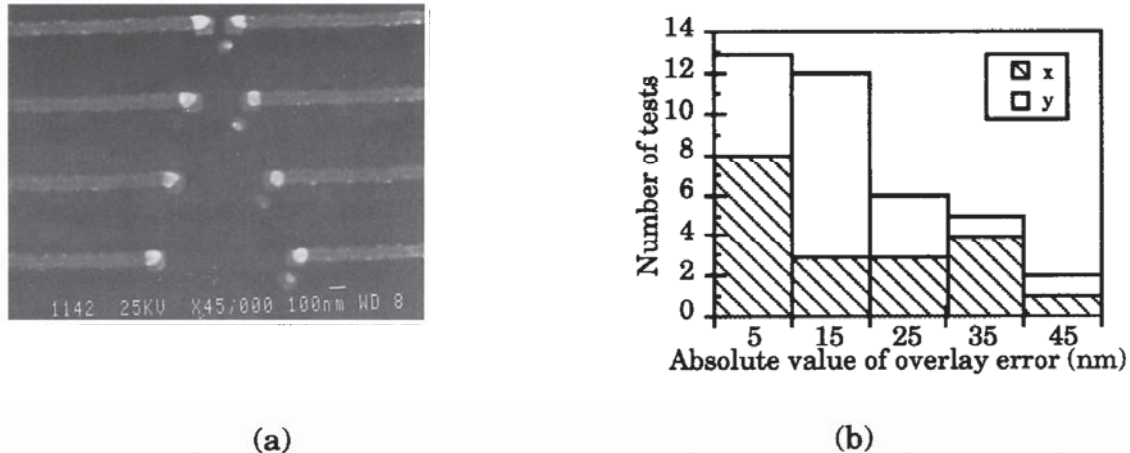 1142 25KV X45,000 100nm WD 8
(a)
14
12
10
8
6
4
2
0
Number of tests
x
y
5 15 25 35 45
Absolute value of overlay error (nm)
(b)